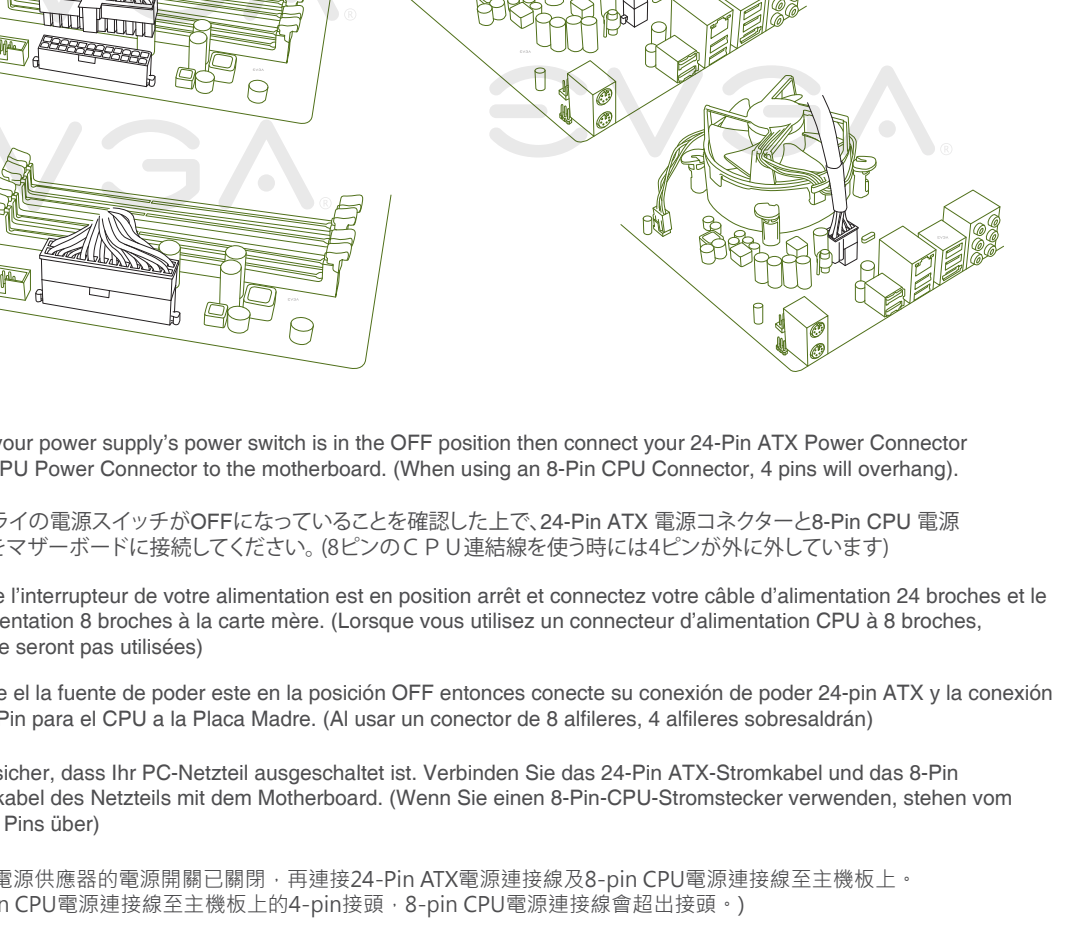 EVGA ®
EVGA ®
VGA ®
your power supply’s power switch is in the OFF position then connect your 24-Pin ATX Power Connector
PU Power Connector to the motherboard. (When using an 8-Pin CPU Connector, 4 pins will overhang).
ライの電源スイッチがOFFになっていることを確認した上で、24-Pin ATX 電源コネクターと8-Pin CPU 電源
をマザーボードに接続してください。(8ピンのＣＰＵ連結線を使う時には4ピンが外に外しています)
e l’interrupteur de votre alimentation est en position arrêt et connectez votre câble d’alimentation 24 broches et le
entation 8 broches à la carte mère. (Lorsque vous utilisez un connecteur d’alimentation CPU à 8 broches,
e seront pas utilisées)
e el la fuente de poder este en la posición OFF entonces conecte su conexión de poder 24-pin ATX y la conexión
Pin para el CPU a la Placa Madre. (Al usar un conector de 8 alfileres, 4 alfileres sobresaldrán)
sicher, dass Ihr PC-Netzteil ausgeschaltet ist. Verbinden Sie das 24-Pin ATX-Stromkabel und das 8-Pin
kabel des Netzteils mit dem Motherboard. (Wenn Sie einen 8-Pin-CPU-Stromstecker verwenden, stehen vom
Pins über)
電源供應器的電源開關已關閉，再連接24-Pin ATX電源連接線及8-pin CPU電源連接線至主機板上。
n CPU電源連接線至主機板上的4-pin接頭，8-pin CPU電源連接線會超出接頭。)